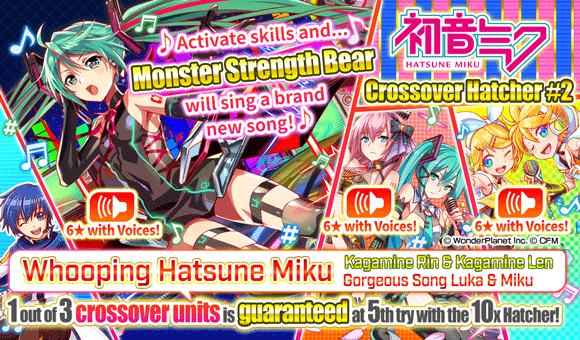 ♪ Activate skills and...
Monster Strength Bear
will sing a brand
new song! ♪
初音ミク
HATSUNE MIKU
Crossover Hatcher #2
6★ with Voices!
6★ with Voices!
6★ with Voices!
© WonderPlanet Inc. © CFM
Whooping Hatsune Miku
Kagamine Rin & Kagamine Len
Gorgeous Song Luka & Miku
1 out of 3 crossover units is guaranteed at 5th try with the 10x Hatcher!